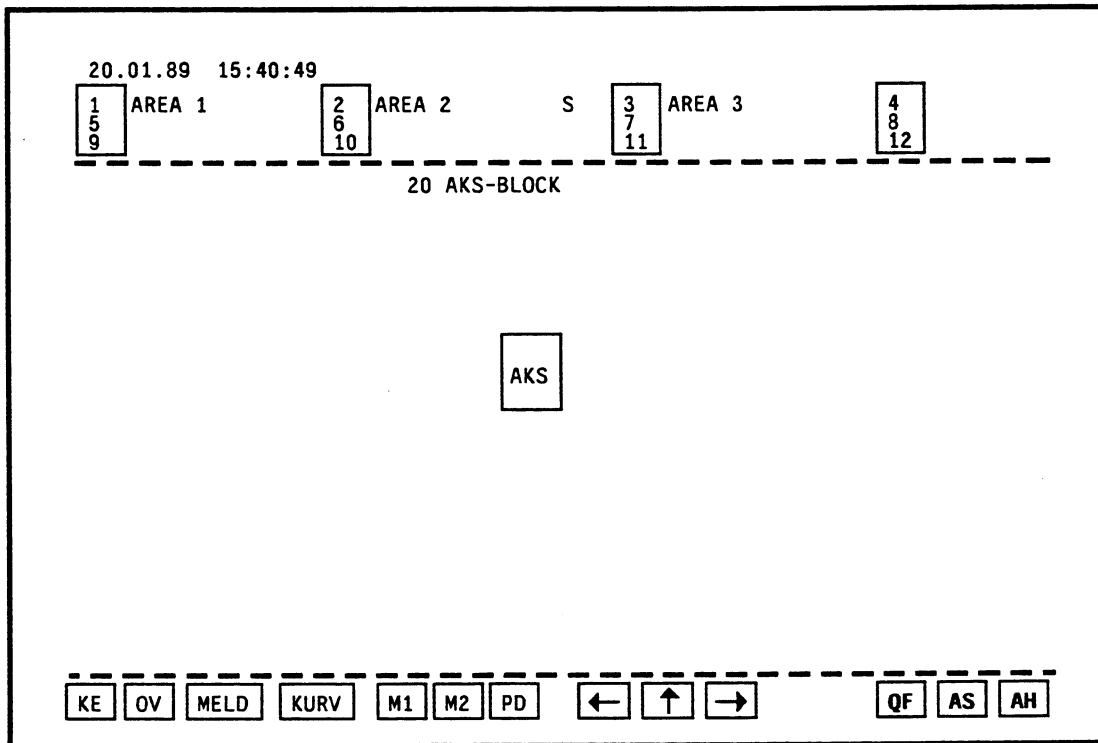 20.01.89 15:40:49
1 AREA 1 2 AREA 2 S 3 AREA 3 4
5 6 7 8
9 10 11 12
20 AKS-BLOCK
AKS
KE OV MELD KURV M1 M2 PD ← ↑ → QF AS AH